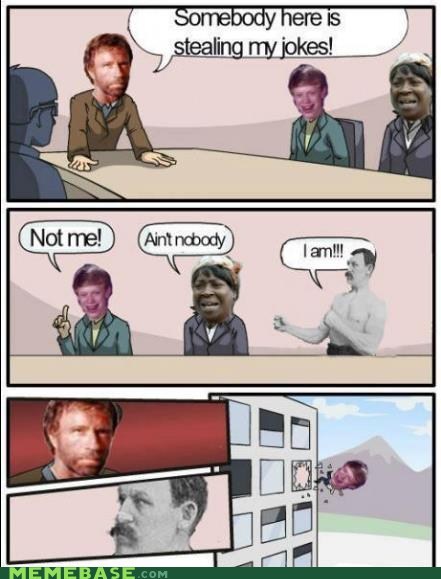 Somebody here is
stealing my jokes!
Not me!
Ain't nobody
I am!!!
MEMEBASE.COM